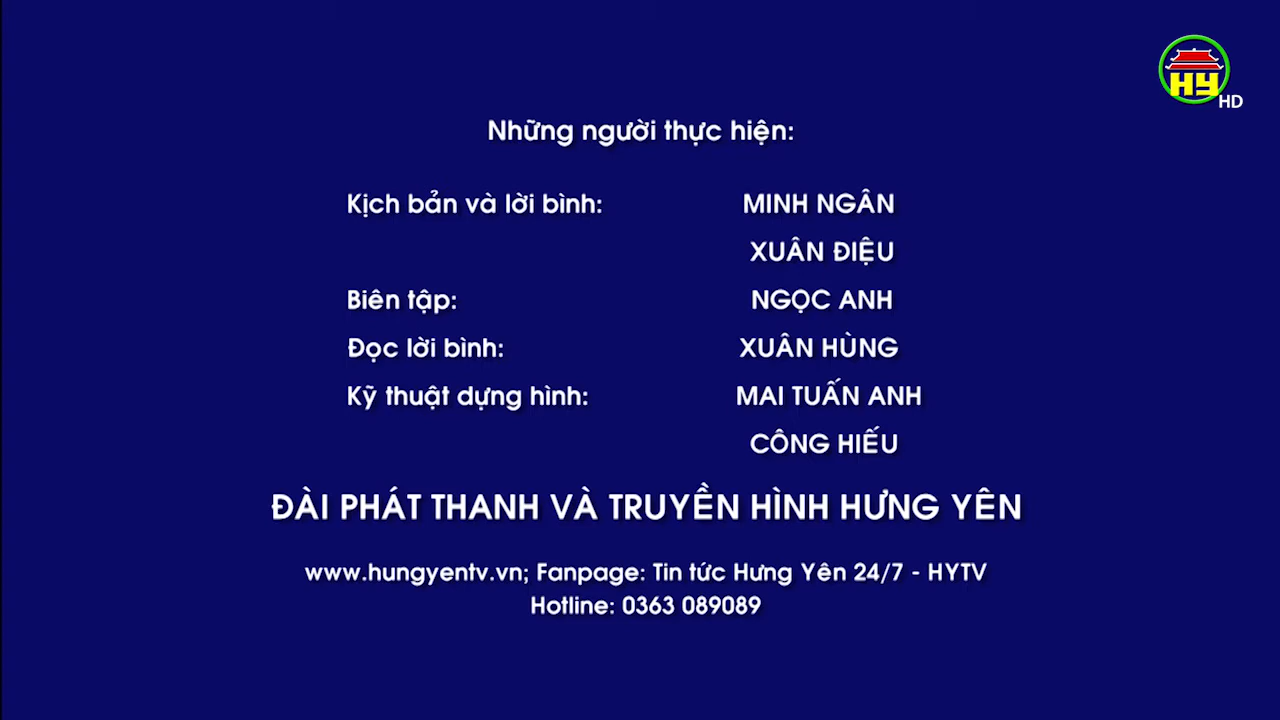 HY HD
Những người thực hiện:
Kịch bản và lời bình: MINH NGÂN
XUÂN ĐIỆU
Biên tập: NGỌC ANH
Đọc lời bình: XUÂN HÙNG
Kỹ thuật dựng hình: MAI TUẤN ANH
CÔNG HIẾU
ĐÀI PHÁT THANH VÀ TRUYỀN HÌNH HƯNG YÊN
www.hungyentv.vn; Fanpage: Tin tức Hưng Yên 24/7 - HYTV
Hotline: 0363 089089